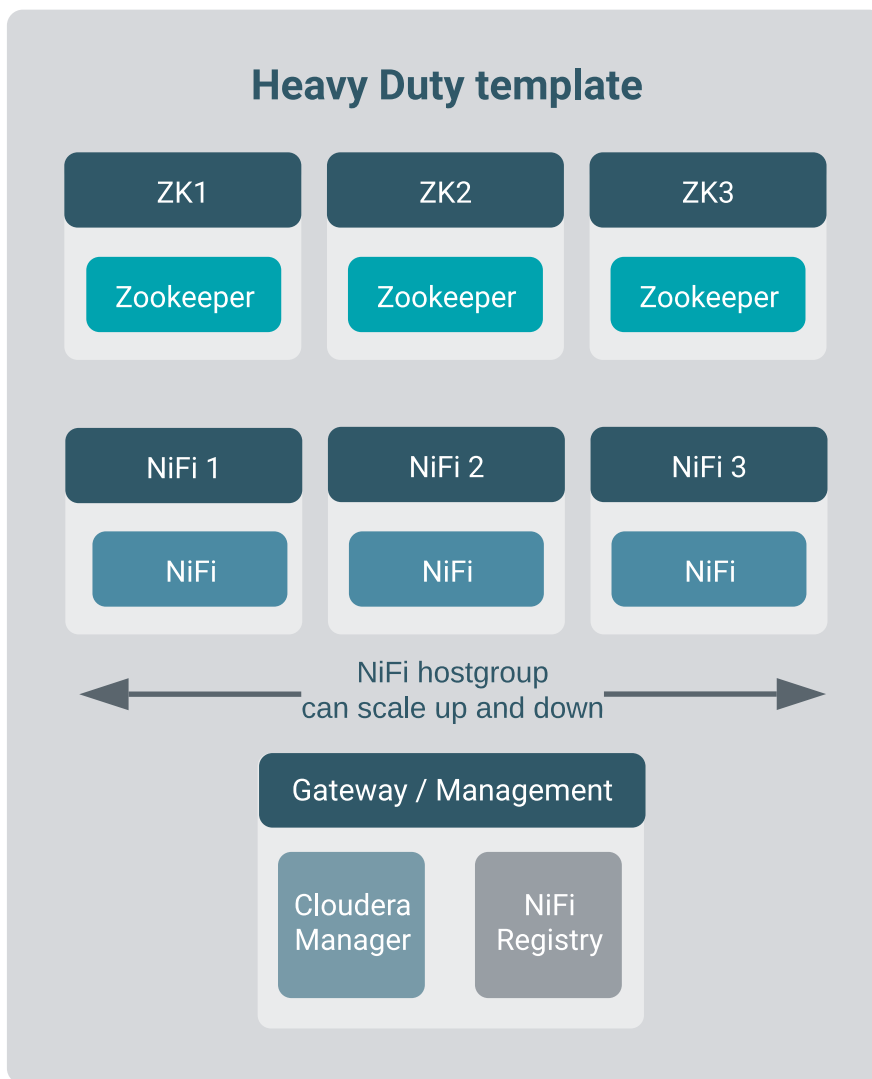 Heavy Duty template
ZK1
ZK2
ZK3
Zookeeper
Zookeeper
Zookeeper
NiFi 1
NiFi 2
NiFi 3
NiFi
NiFi
NiFi
NiFi hostgroup
can scale up and down
Gateway / Management
Cloudera
Manager
NiFi
Registry